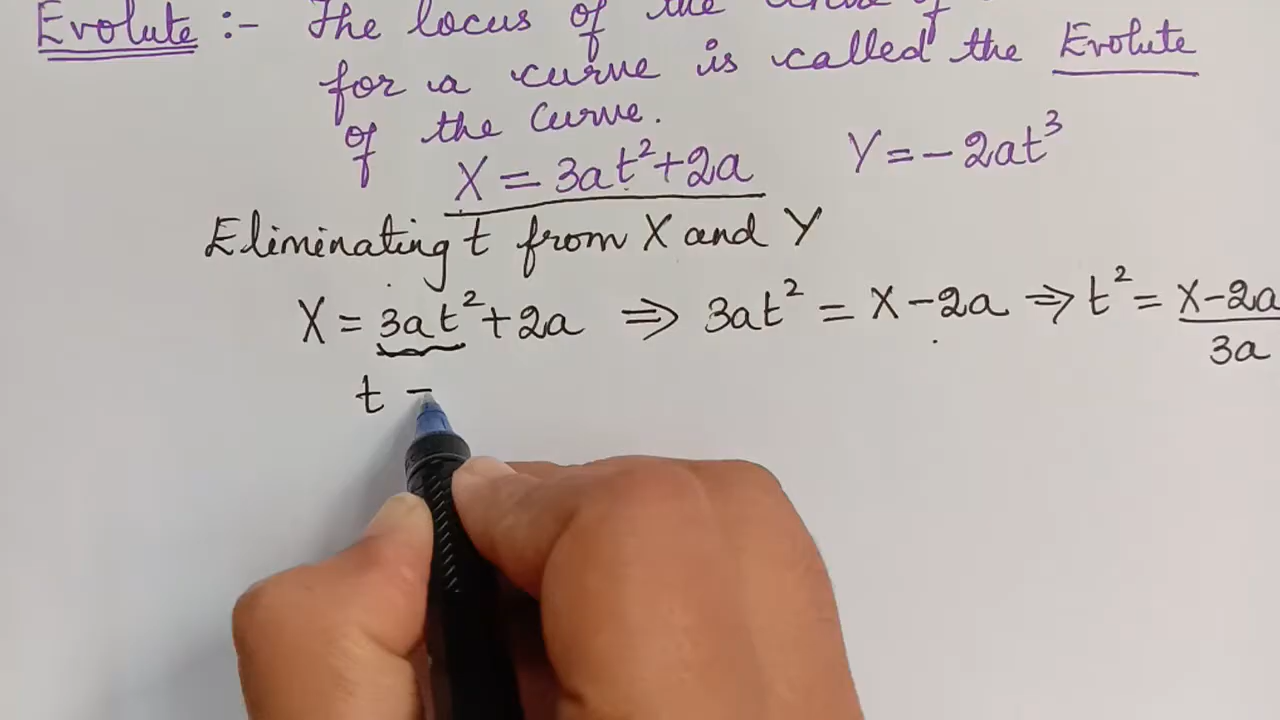 Evolute :- The locus of the
for a curve is called the Evolute
of the curve.
X = 3at²+2a Y = -2at³
Eliminating t from X and Y
X = 3at²+2a ⇒ 3at² = X-2a ⇒ t² = X-2a/3a
t =